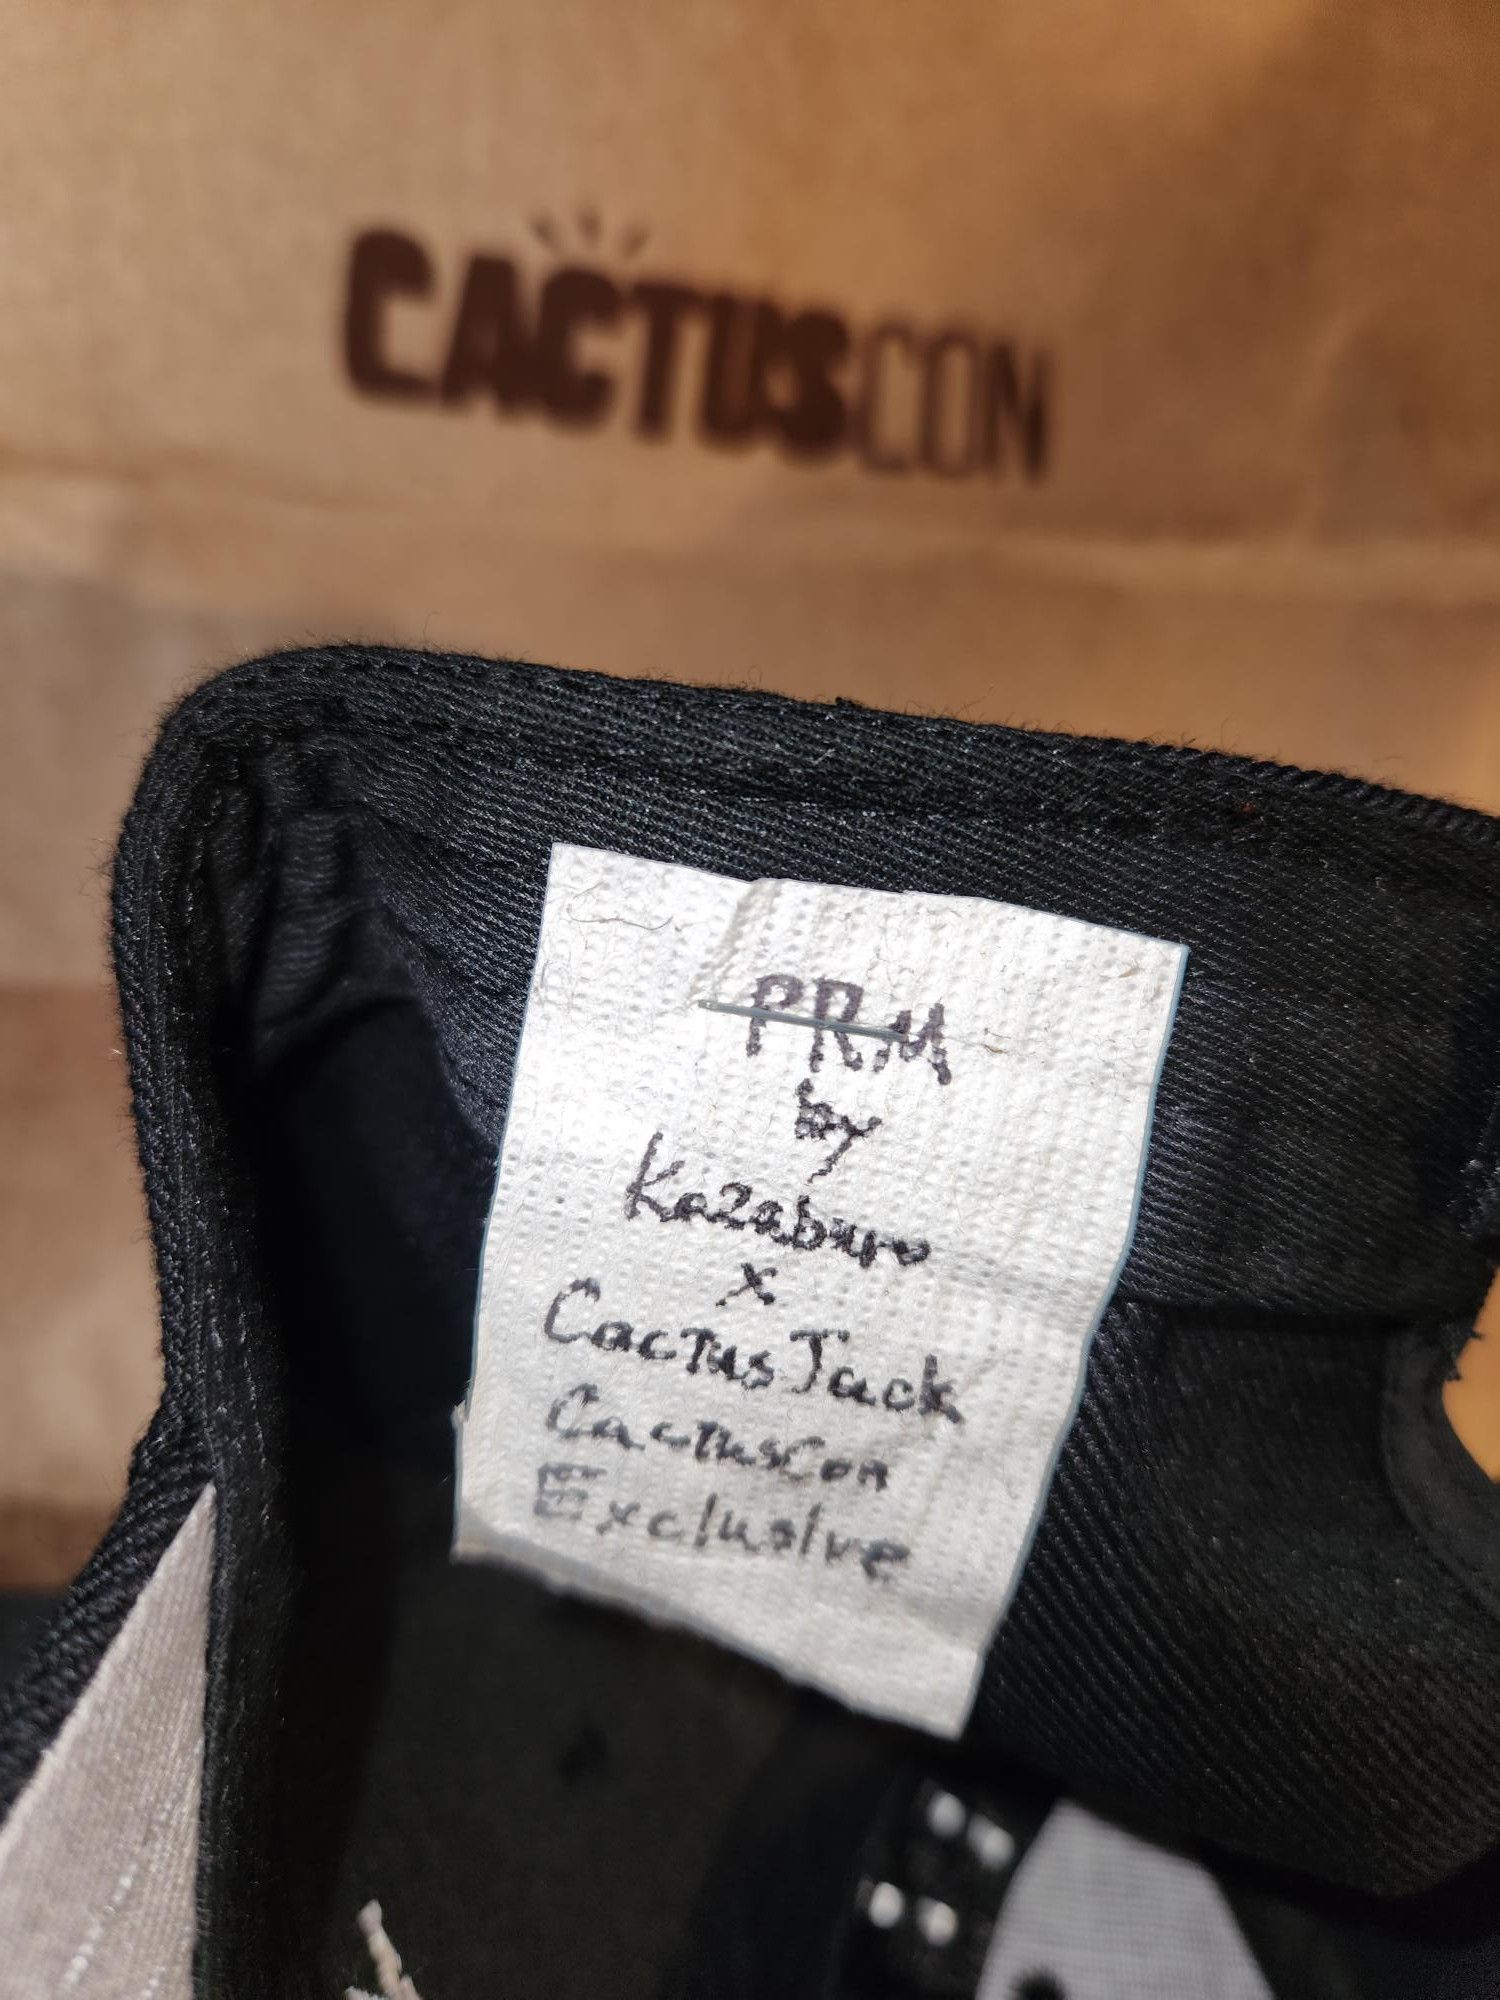 CACTUSCON
PRM
by
Kazaburo
x
Cactus Jack
CactusCon
Exclusive